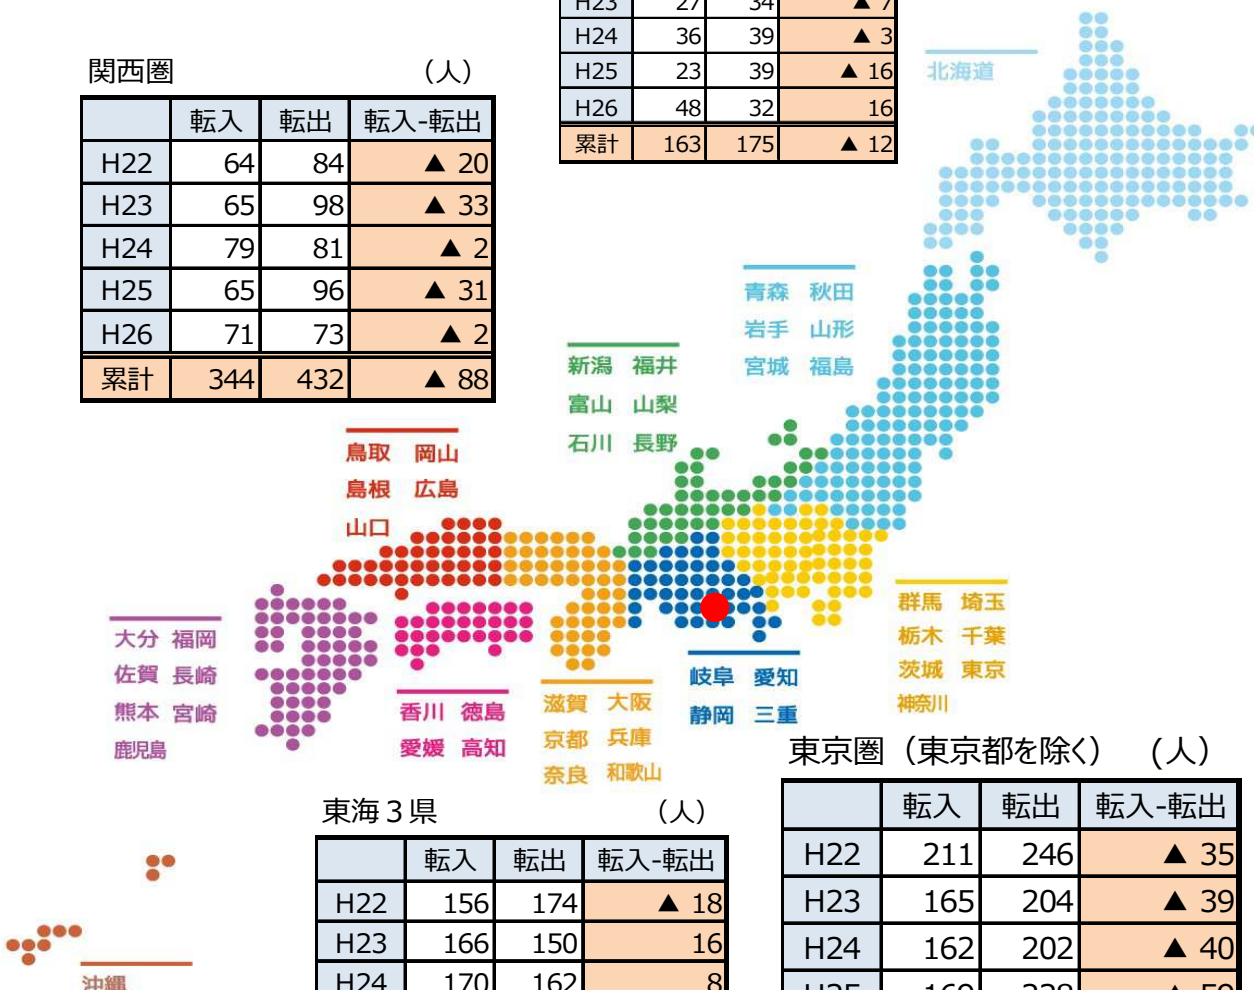 H23 27 34 ▲ 7
H24 36 39 ▲ 3
H25 23 39 ▲ 16
H26 48 32 16
累計 163 175 ▲ 12
関西圏 (人)
転入 転出 転入-転出
H22 64 84 ▲ 20
H23 65 98 ▲ 33
H24 79 81 ▲ 2
H25 65 96 ▲ 31
H26 71 73 ▲ 2
累計 344 432 ▲ 88
北海道
青森 秋田
岩手 山形
宮城 福島
新潟 福井
富山 山梨
石川 長野
鳥取 岡山
島根 広島
山口
群馬 埼玉
栃木 千葉
茨城 東京
神奈川
大分 福岡
佐賀 長崎
熊本 宮崎
鹿児島
岐阜 愛知
静岡 三重
香川 徳島
愛媛 高知
滋賀 大阪
京都 兵庫
奈良 和歌山
東京圏(東京都を除く) (人)
転入 転出 転入-転出
H22 211 246 ▲ 35
H23 165 204 ▲ 39
H24 162 202 ▲ 40
H25 169 228 ▲ 59
東海3県 (人)
転入 転出 転入-転出
H22 156 174 ▲ 18
H23 166 150 16
H24 170 162 8
沖縄